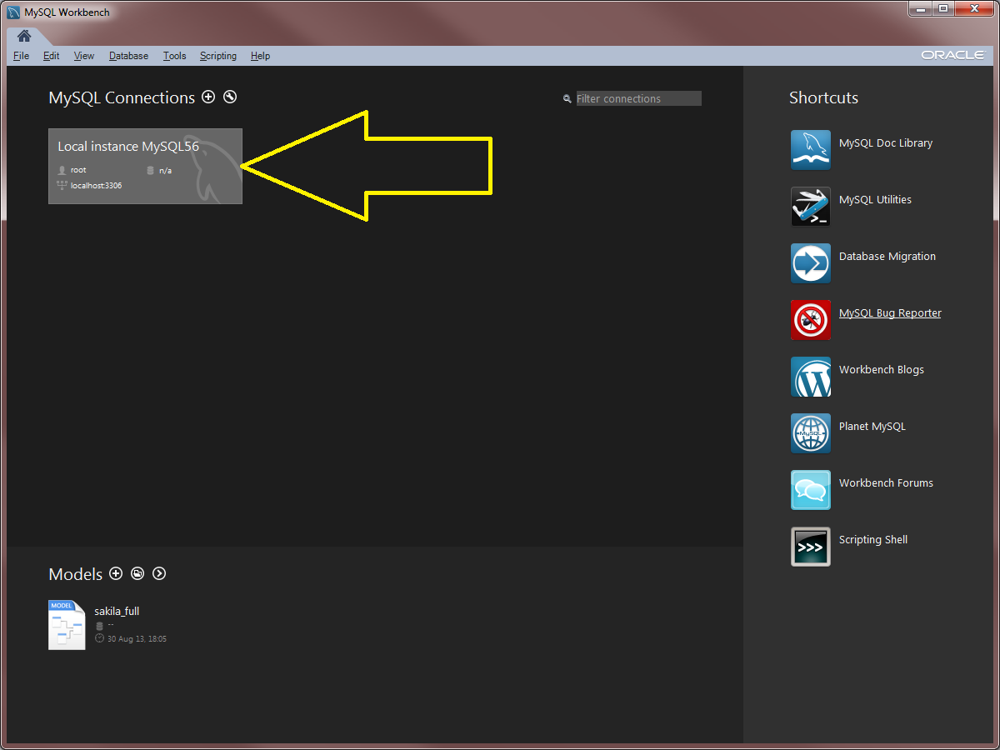 MySQL Workbench
File Edit View Database Tools Scripting Help
ORACLE
MySQL Connections
Filter connections
Local instance MySQL56
root
n/a
localhost:3306
Shortcuts
MySQL Doc Library
MySQL Utilities
Database Migration
MySQL Bug Reporter
Workbench Blogs
MySQL
Planet MySQL
Workbench Forums
>>>
Scripting Shell
Models
MODEL
sakila_full
--
30 Aug 13, 18:05